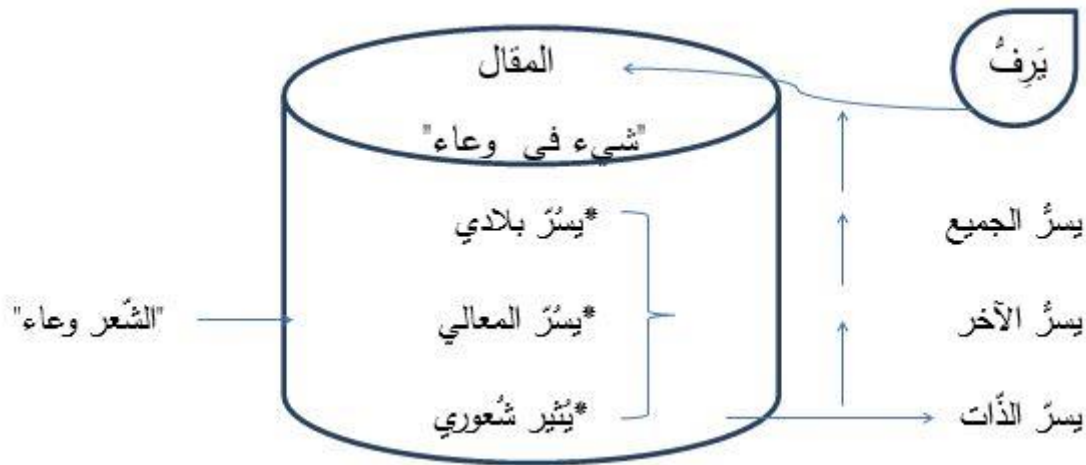 يَرِفُّ
المقال
"شيء في وعاء"
*يسُرّ بلادي
يسرُّ الجميع
*يسُرّ المعالي
يسرُّ الآخر
"الشّعر وعاء"
*يُثير شُعوري
يسرّ الذّات